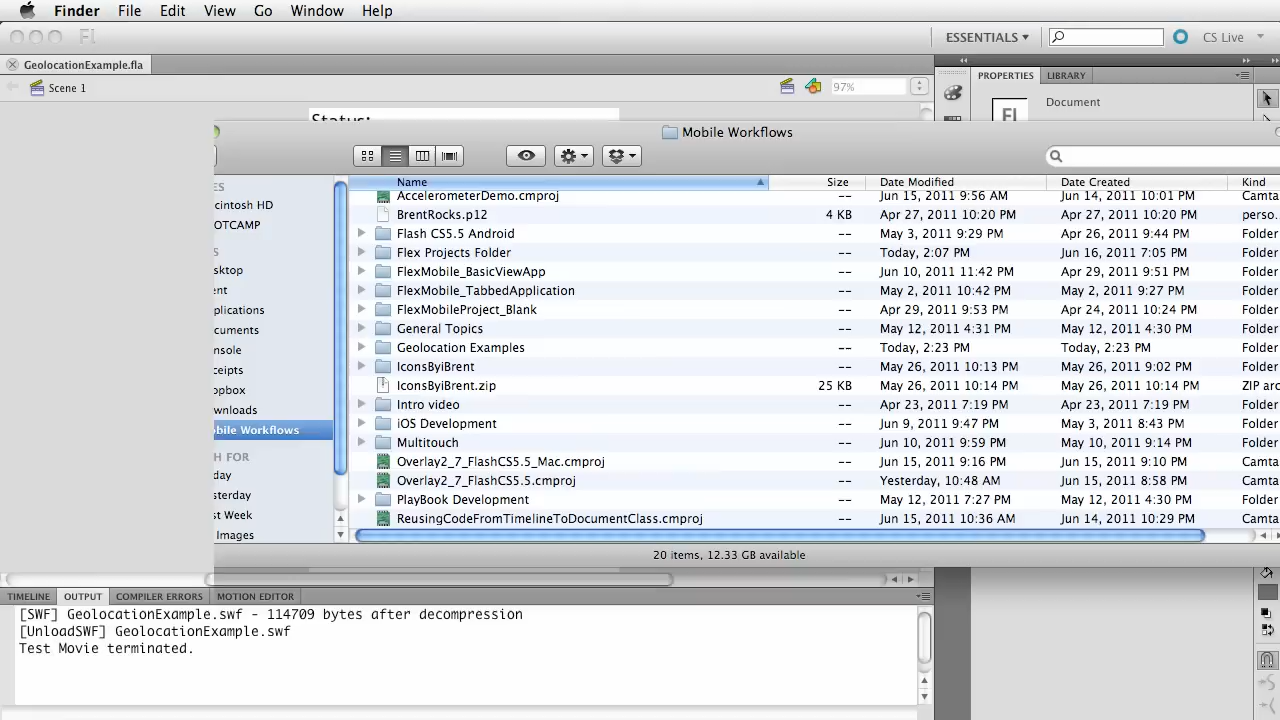 Finder File Edit View Go Window Help
Fl ESSENTIALS CS Live
GeolocationExample.fla
PROPERTIES LIBRARY
Scene 1 97%
Document
Fl
Status:
Mobile Workflows
Name Size Date Modified Date Created Kind
AccelerometerDemo.cmproj -- Jun 15, 2011 9:56 AM Jun 14, 2011 10:01 PM Camta
BrentRocks.p12 4 KB Apr 27, 2011 10:20 PM Apr 27, 2011 10:20 PM perso...
Flash CS5.5 Android -- May 3, 2011 9:29 PM Apr 26, 2011 9:44 PM Folder
Flex Projects Folder -- Today, 2:07 PM Jun 16, 2011 7:05 PM Folder
FlexMobile_BasicViewApp -- Jun 10, 2011 11:42 PM Apr 29, 2011 9:51 PM Folder
FlexMobile_TabbedApplication -- May 2, 2011 10:42 PM May 2, 2011 9:27 PM Folder
FlexMobileProject_Blank -- Apr 29, 2011 9:53 PM Apr 24, 2011 10:24 PM Folder
General Topics -- May 12, 2011 4:31 PM May 12, 2011 4:30 PM Folder
Geolocation Examples -- Today, 2:23 PM Today, 2:23 PM Folder
IconsByiBrent -- May 26, 2011 10:13 PM May 26, 2011 9:02 PM Folder
IconsByiBrent.zip 25 KB May 26, 2011 10:14 PM May 26, 2011 10:14 PM ZIP arc
Intro video -- Apr 23, 2011 7:19 PM Apr 23, 2011 7:19 PM Folder
iOS Development -- Jun 9, 2011 9:47 PM May 3, 2011 8:43 PM Folder
Multitouch -- Jun 10, 2011 9:59 PM May 10, 2011 9:14 PM Folder
Overlay2_7_FlashCS5.5_Mac.cmproj -- Jun 15, 2011 9:16 PM Jun 15, 2011 9:10 PM Camta
Overlay2_7_FlashCS5.5.cmproj -- Yesterday, 10:48 AM Jun 15, 2011 8:58 PM Camta
PlayBook Development -- May 12, 2011 7:27 PM May 12, 2011 4:30 PM Folder
ReusingCodeFromTimelineToDocumentClass.cmproj -- Jun 15, 2011 10:36 AM Jun 14, 2011 10:29 PM Camta
ES
cintosh HD
OTCAMP
S
sktop
ent
plications
cuments
nsole
ceipts
opbox
wnloads
obile Workflows
CH FOR
day
sterday
st Week
Images
20 items, 12.33 GB available
TIMELINE OUTPUT COMPILER ERRORS MOTION EDITOR
[SWF] GeolocationExample.swf - 114709 bytes after decompression
[UnloadSWF] GeolocationExample.swf
Test Movie terminated.